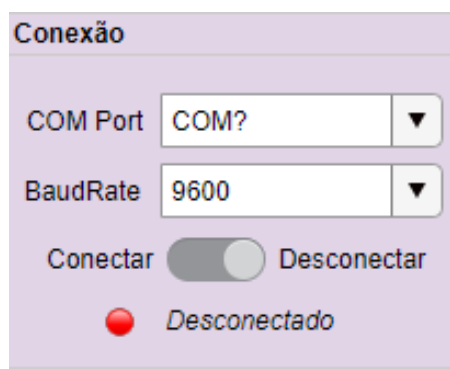 Conexão
COM Port COM?
BaudRate 9600
Conectar Desconectar
Desconectado